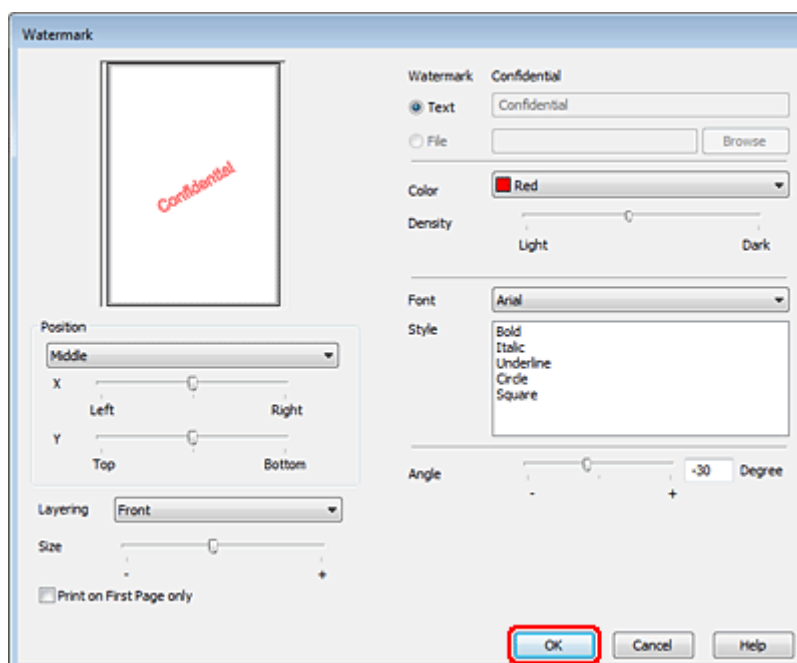 Watermark
Confidential
Position
Middle
X
Left Right
Y
Top Bottom
Layering Front
Size
- +
Print on First Page only
Watermark Confidential
Text Confidential
File Browse
Color Red
Density
Light Dark
Font Arial
Style
Bold
Italic
Underline
Circle
Square
Angle -30 Degree
- +
OK Cancel Help